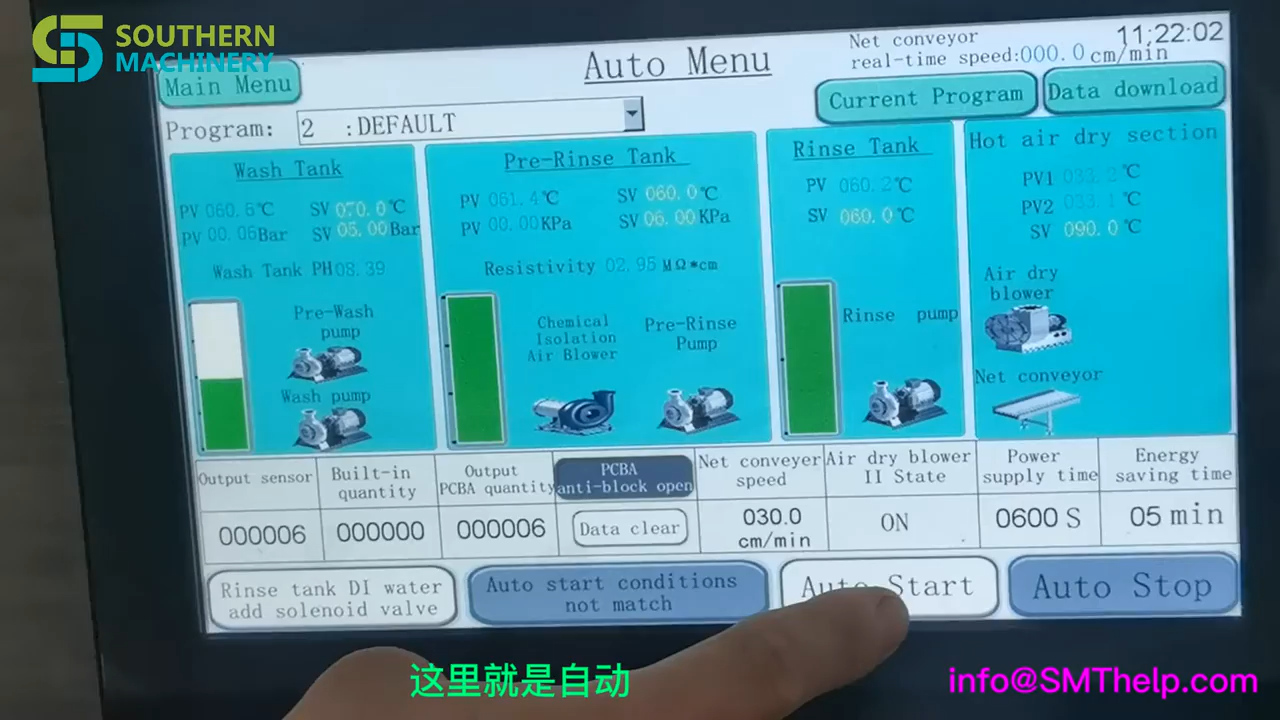 SOUTHERN
MACHINERY
Main Menu
Auto Menu
Net conveyor
real-time speed:000.0 cm/min
11:22:02
Current Program
Data download
Program:
2 :DEFAULT
Wash Tank
PV 060.6℃ SV 070.0℃
PV 00.06Bar SV 05.00Bar
Wash Tank PH08.39
Pre-Wash
pump
Wash pump
Pre-Rinse Tank
PV 061.4℃ SV 060.0℃
PV 00.00KPa SV 06.00KPa
Resistivity 02.95 MΩ*cm
Chemical
Isolation
Air Blower
Pre-Rinse
Pump
Rinse Tank
PV 060.2℃
SV 060.0℃
Rinse pump
Hot air dry section
PV1 033.2℃
PV2 033.1℃
SV 090.0℃
Air dry
blower
Net conveyor
Output sensor
000006
Built-in
quantity
000000
Output
PCBA quantity
000006
PCBA
anti-block open
Data clear
Net conveyer
speed
030.0
cm/min
Air dry blower
II State
ON
Power
supply time
0600 S
Energy
saving time
05 min
Rinse tank DI water
add solenoid valve
Auto start conditions
not match
Auto Start
Auto Stop
这里就是自动
info@SMThelp.com